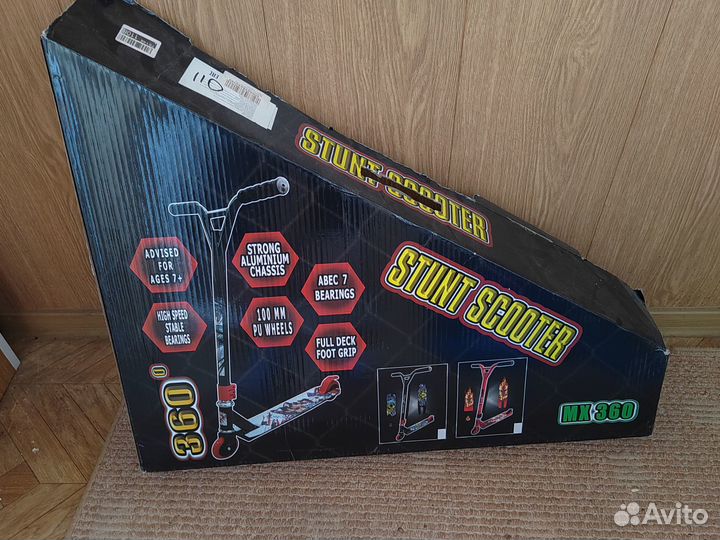 110
STUNT SCOOTER
STUNT SCOOTER
ADVISED
FOR
AGES 7+
STRONG
ALUMINIUM
CHASSIS
ABEC 7
BEARINGS
HIGH SPEED
STABLE
BEARINGS
100 MM
PU WHEELS
FULL DECK
FOOT GRIP
360°
MX 360
Avito